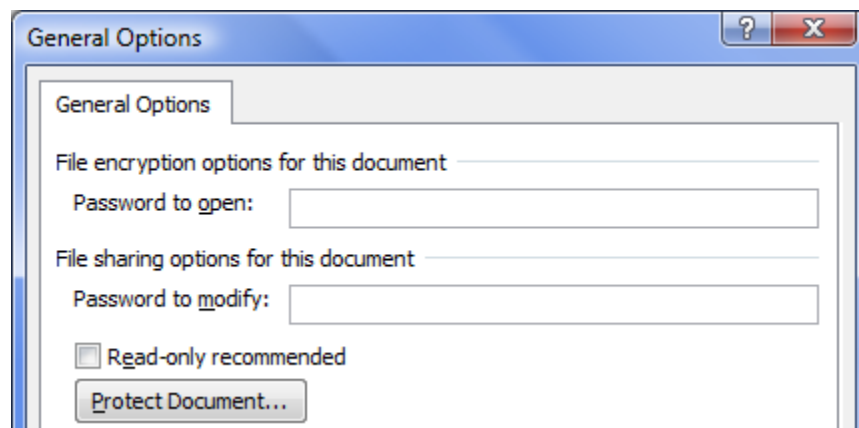 General Options
General Options
File encryption options for this document
Password to open:
File sharing options for this document
Password to modify:
Read-only recommended
Protect Document...